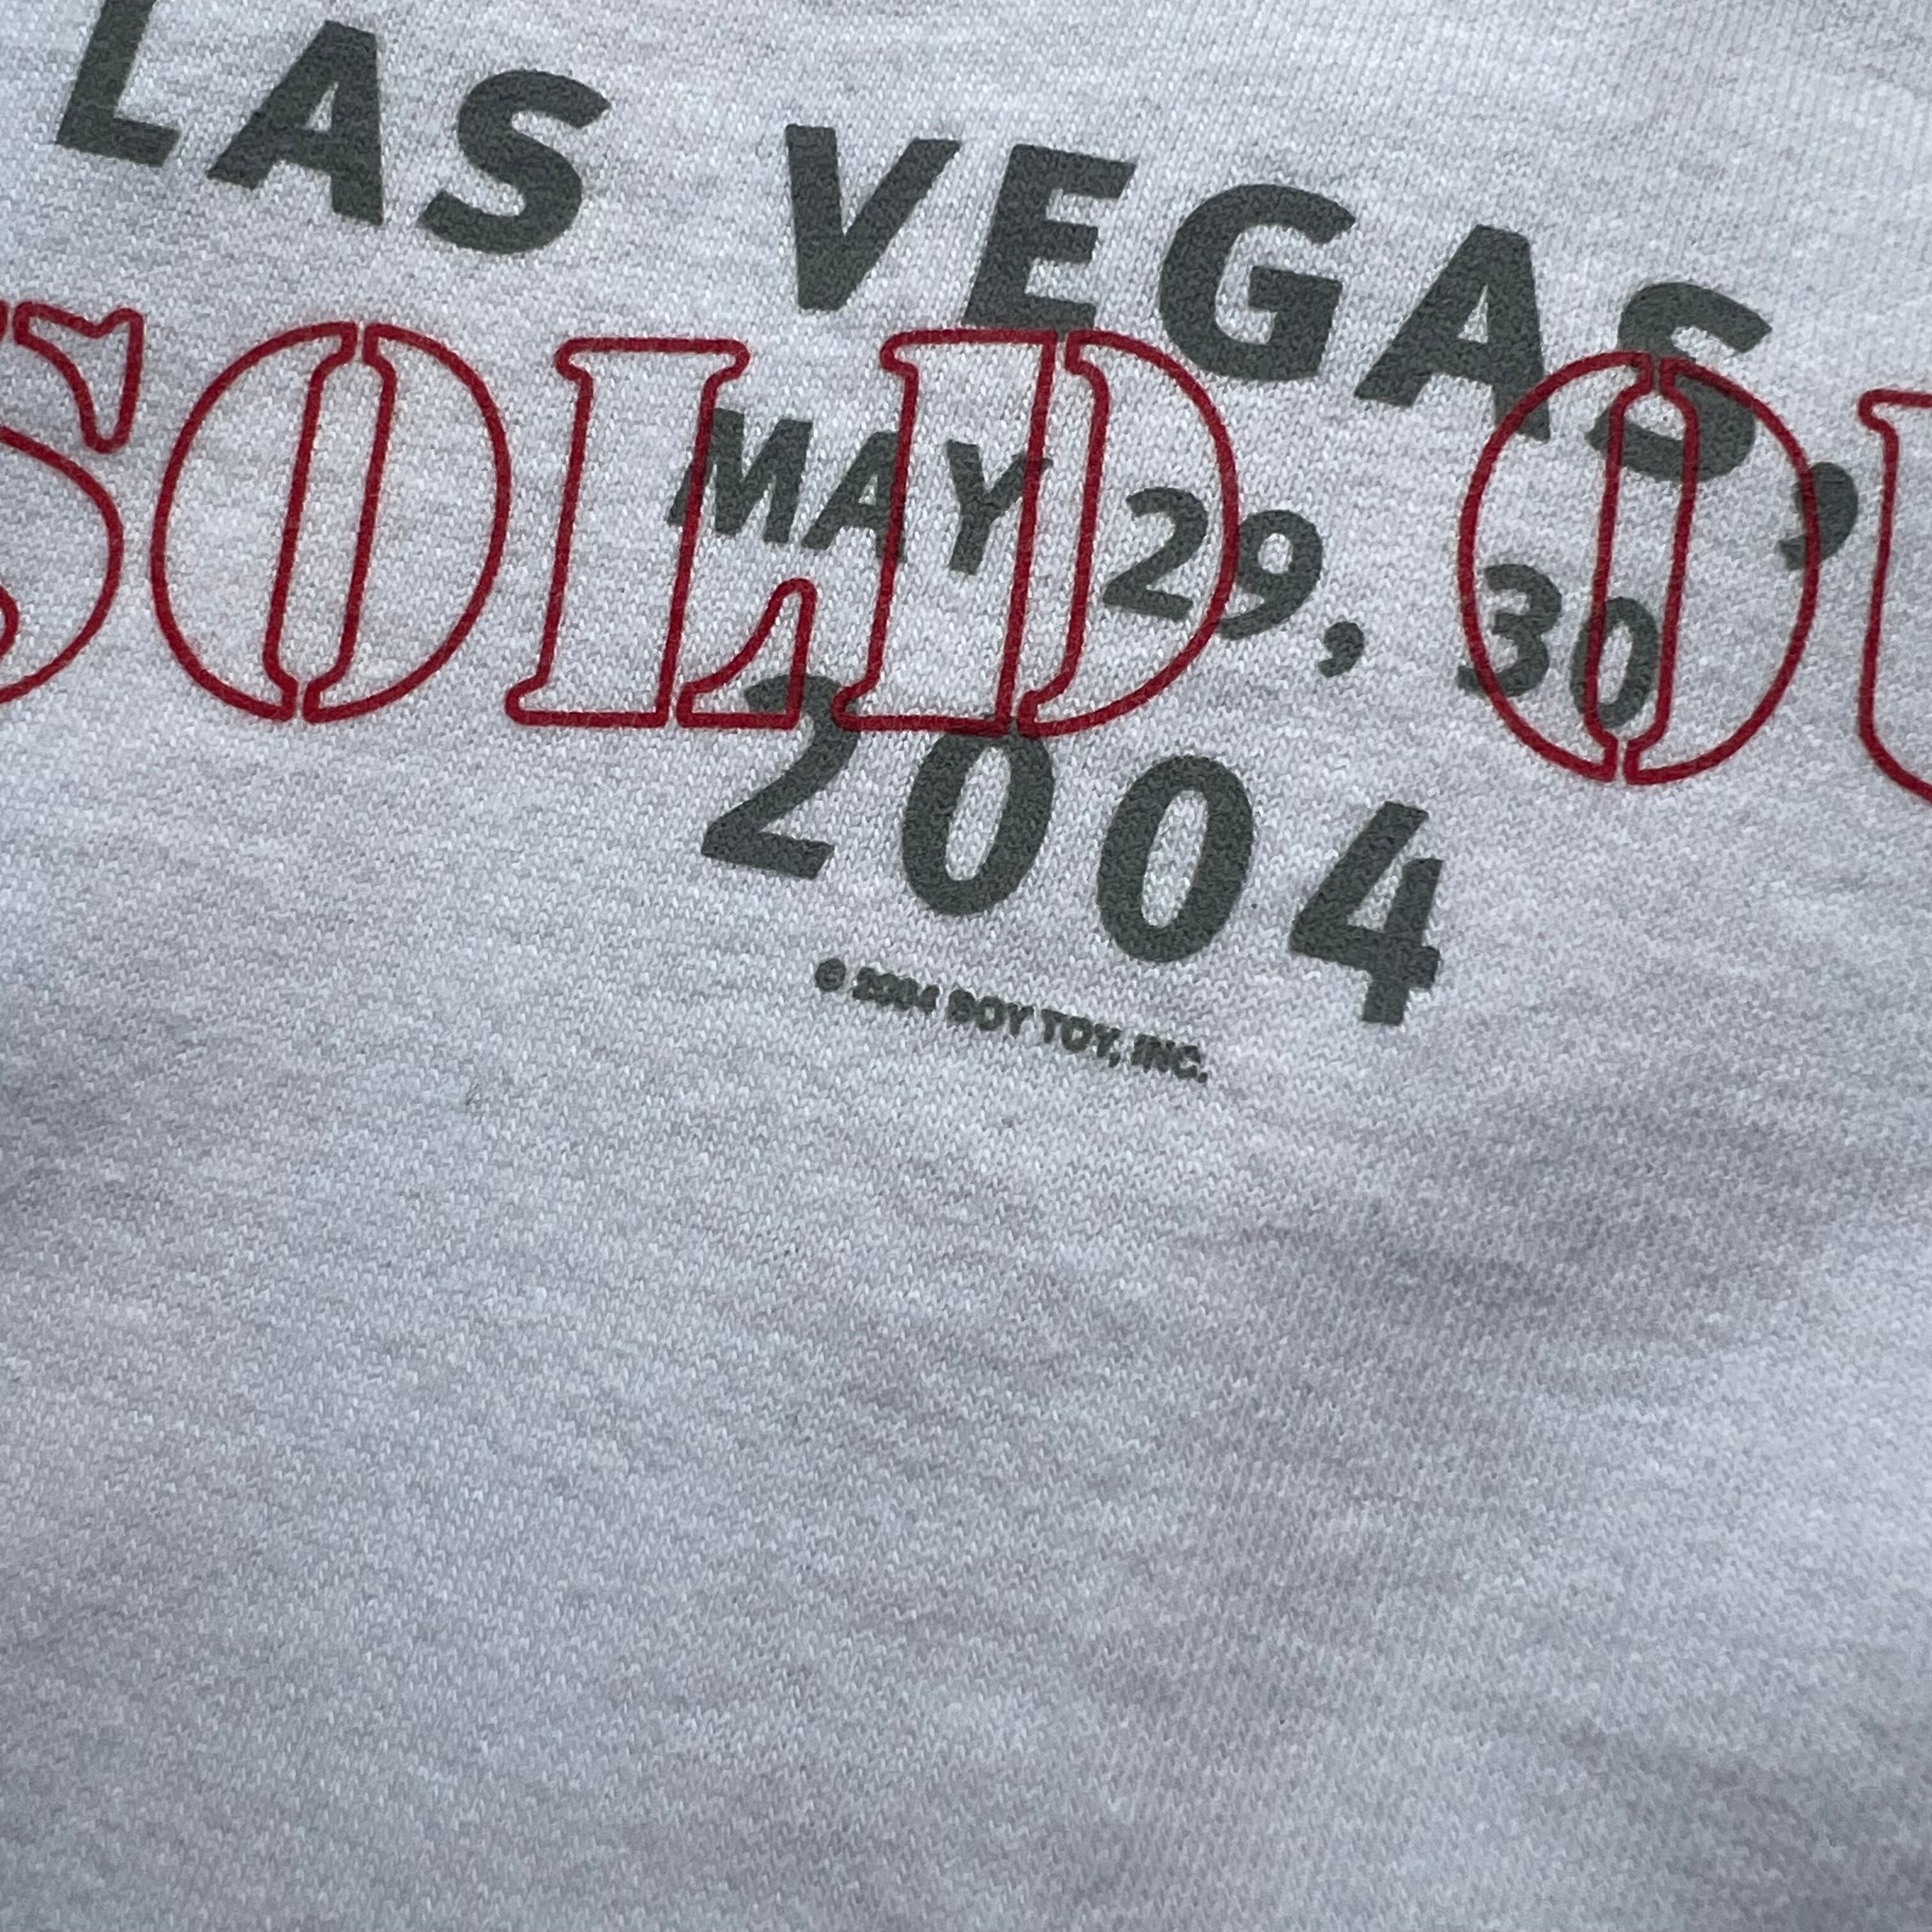 LAS VEGAS,
SOLD OU
MAY 29, 30
2004
© 2004 BOY TOY, INC.